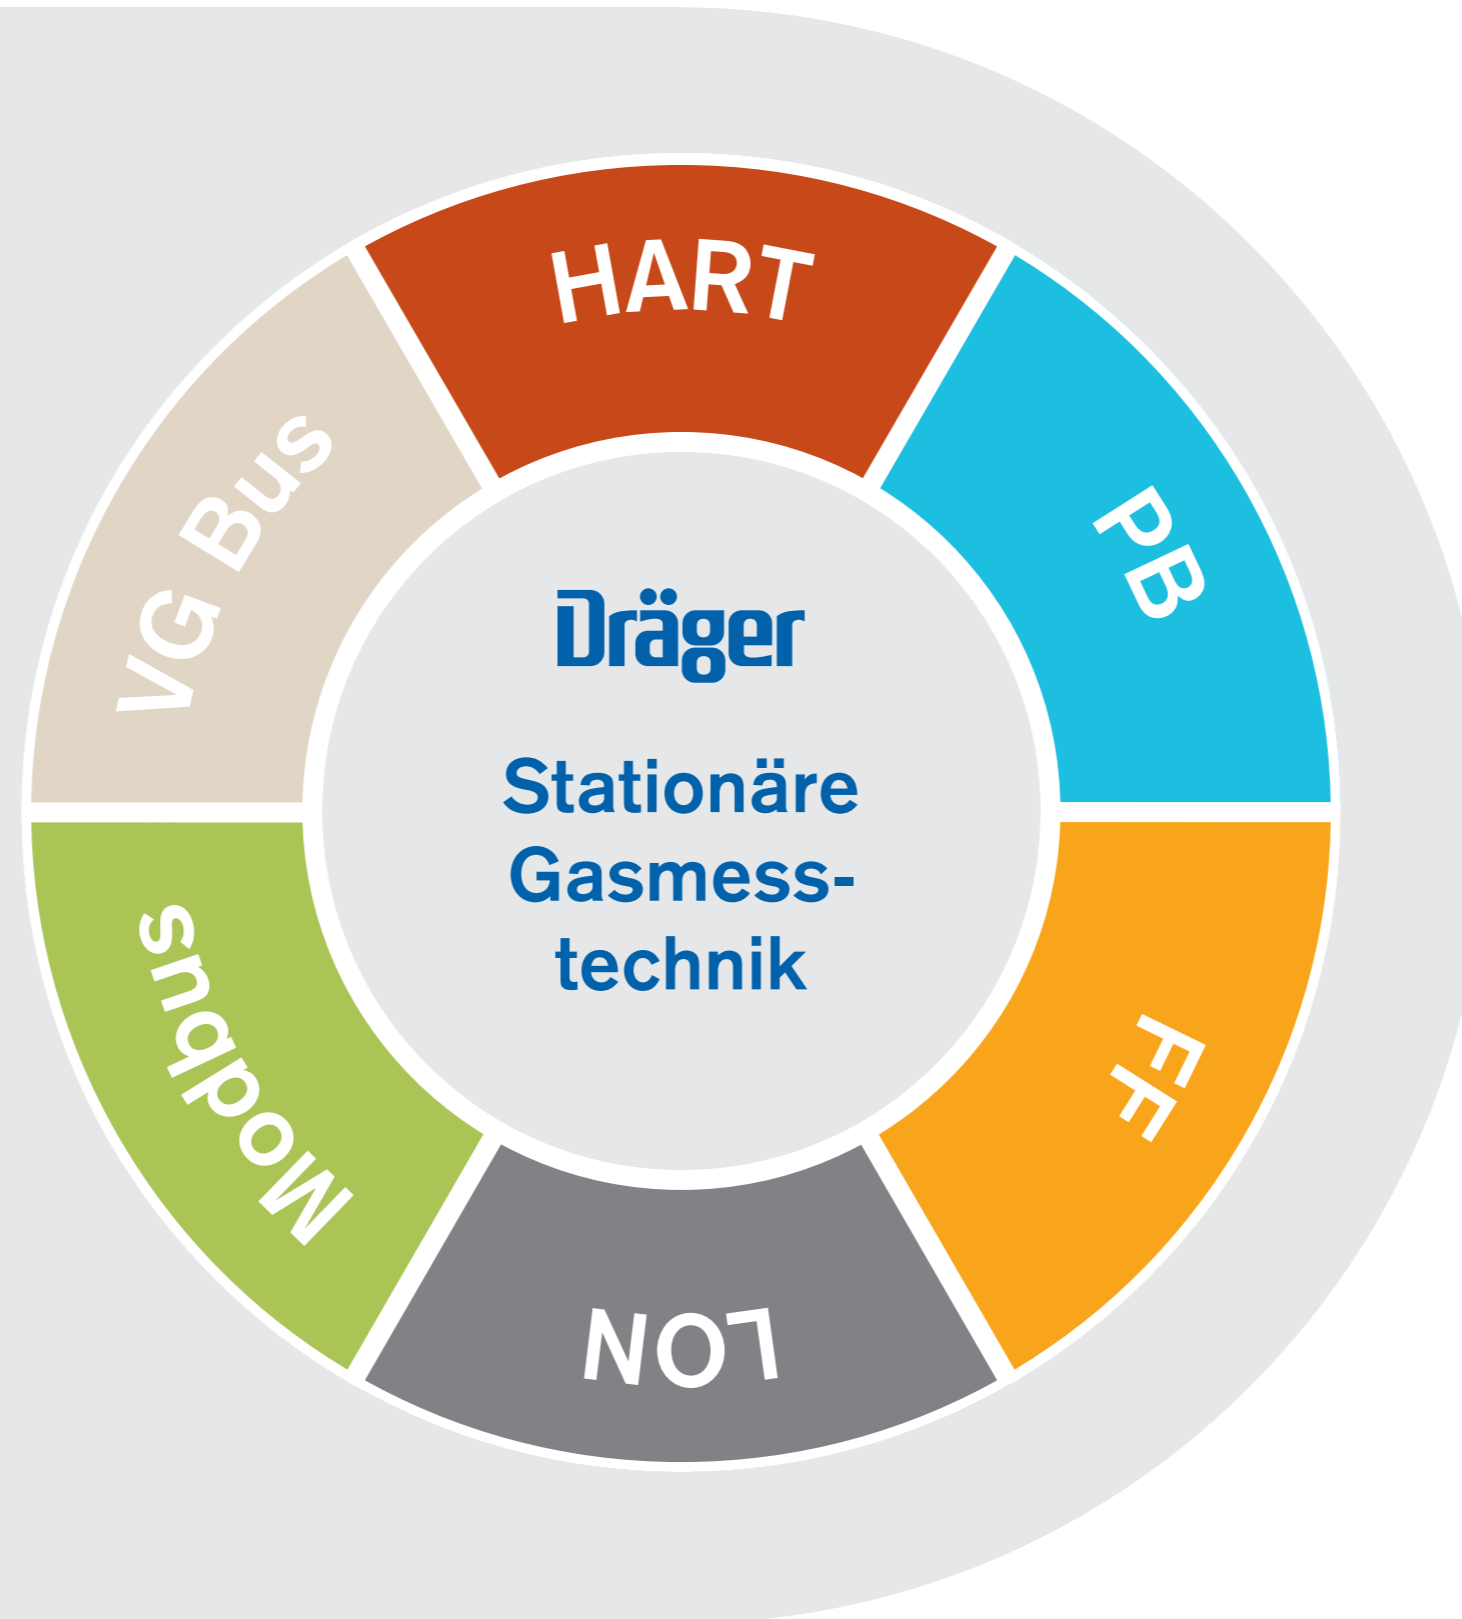 HART
PB
FF
LON
Modbus
VG Bus
Dräger
Stationäre
Gasmess-
technik